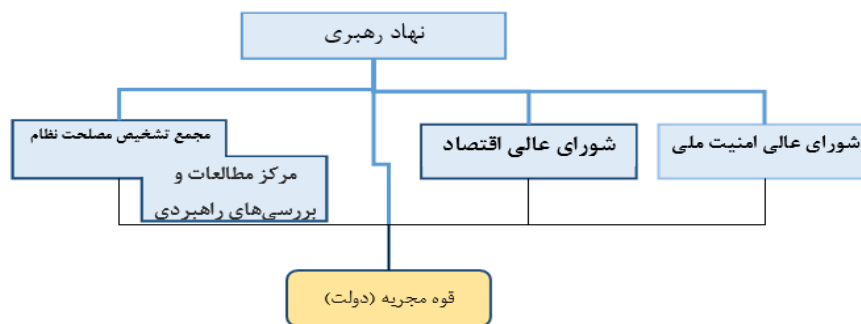 نهاد رهبری
شورای عالی امنیت ملی
شورای عالی اقتصاد
مجمع تشخیص مصلحت نظام
مرکز مطالعات و
بررسی‌های راهبردی
قوه مجریه (دولت)